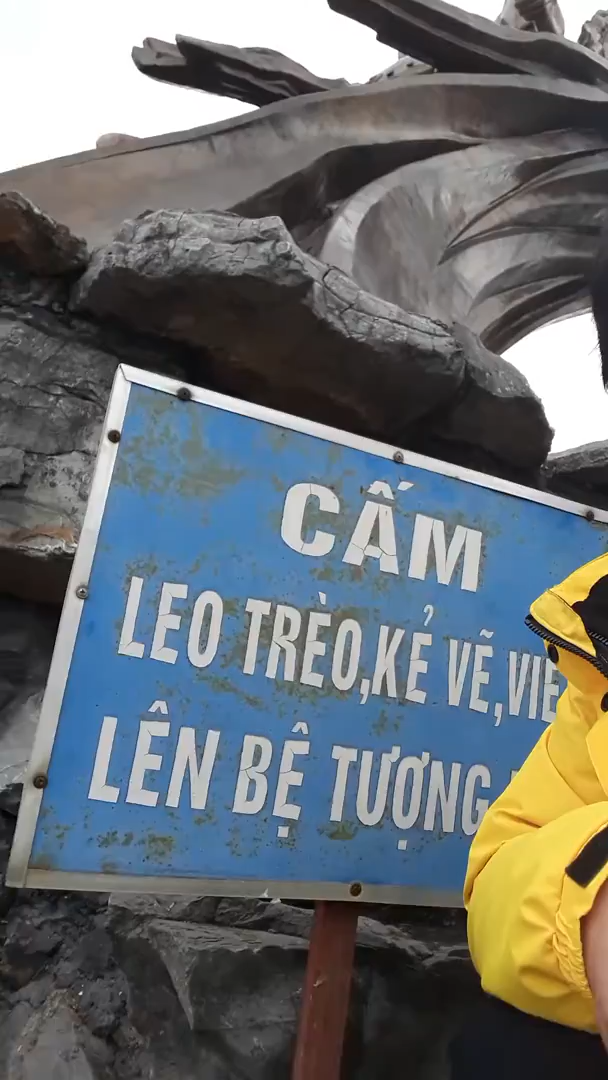 CẤM
LEO TRÈO,KẺ VẼ,
LÊN BỆ TƯỢNG